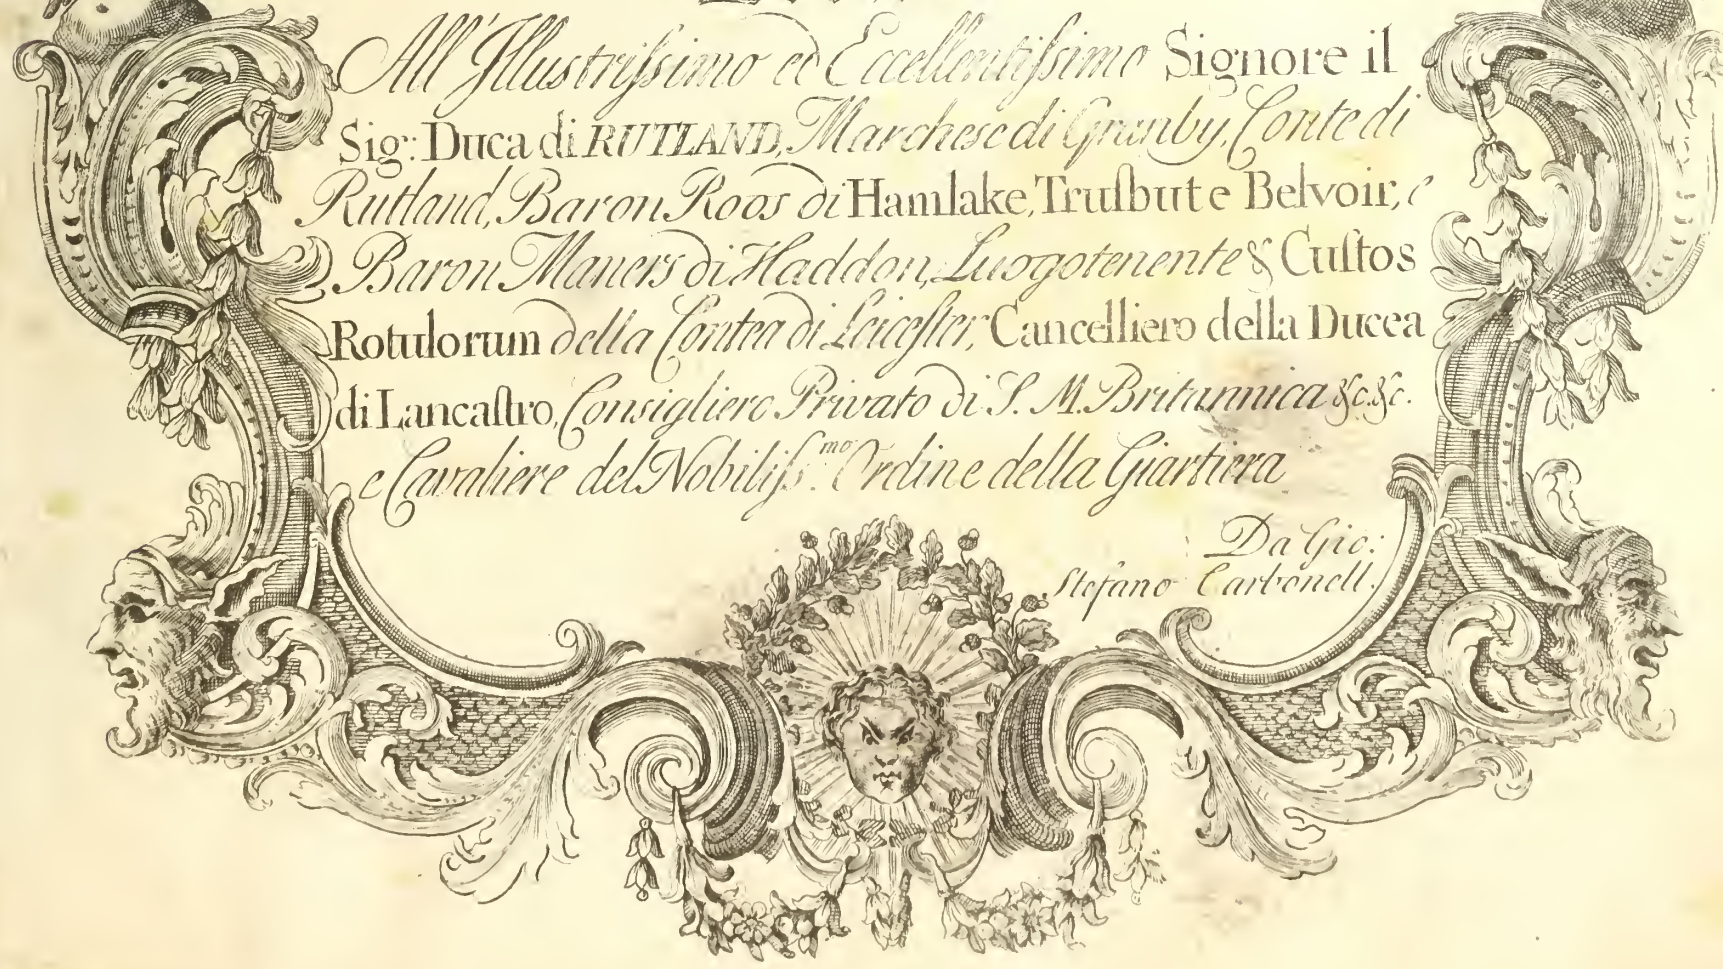 All'Illustriſsimo ed Eccellentiſsimo Signore il
Sigr: Duca di RUTLAND, Marchese di Granby, Conte di
Rutland, Baron Roos di Hamlake, Truſbut e Belvoir, e
Baron Maners di Haddon, Luogotenente & Cuſtos
Rotulorum della Contea di Leiceſter, Cancelliero della Ducea
di Lancaſtro, Consigliero Privato di S. M. Britannica &c. &c.
e Cavaliere del Nobiliſs.mo Ordine della Giartiera
Da Gio:
Stefano Carbonell.